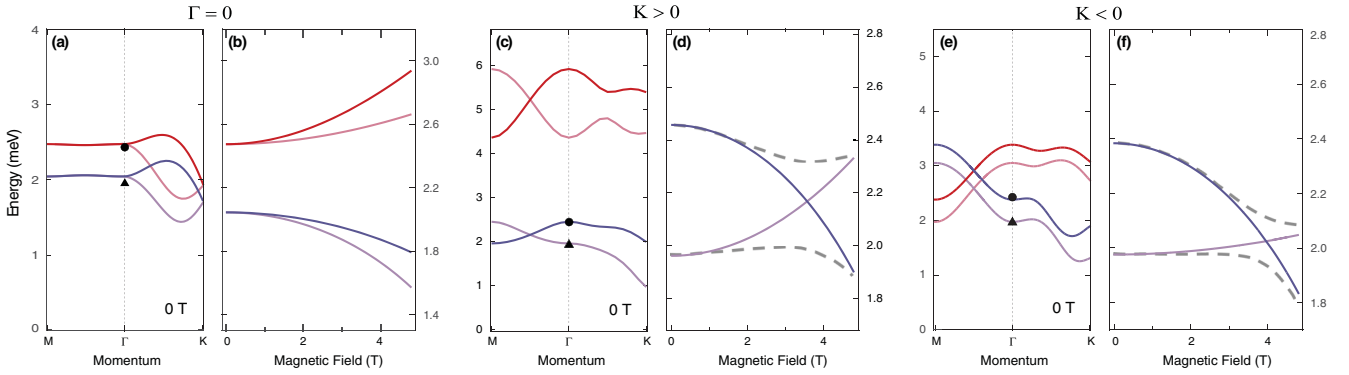 Γ = 0
K > 0
K < 0
(a)
(b)
(c)
(d)
(e)
(f)
4
3
2
1
0
Energy (meV)
0 T
M
Γ
K
Momentum
3.0
2.6
2.2
1.8
1.4
0
2
4
Magnetic Field (T)
6
5
4
3
2
1
0
0 T
M
Γ
K
Momentum
2.8
2.6
2.4
2.2
2.0
1.8
0
2
4
Magnetic Field (T)
5
4
3
2
1
0
0 T
M
Γ
K
Momentum
2.8
2.6
2.4
2.2
2.0
1.8
0
2
4
Magnetic Field (T)